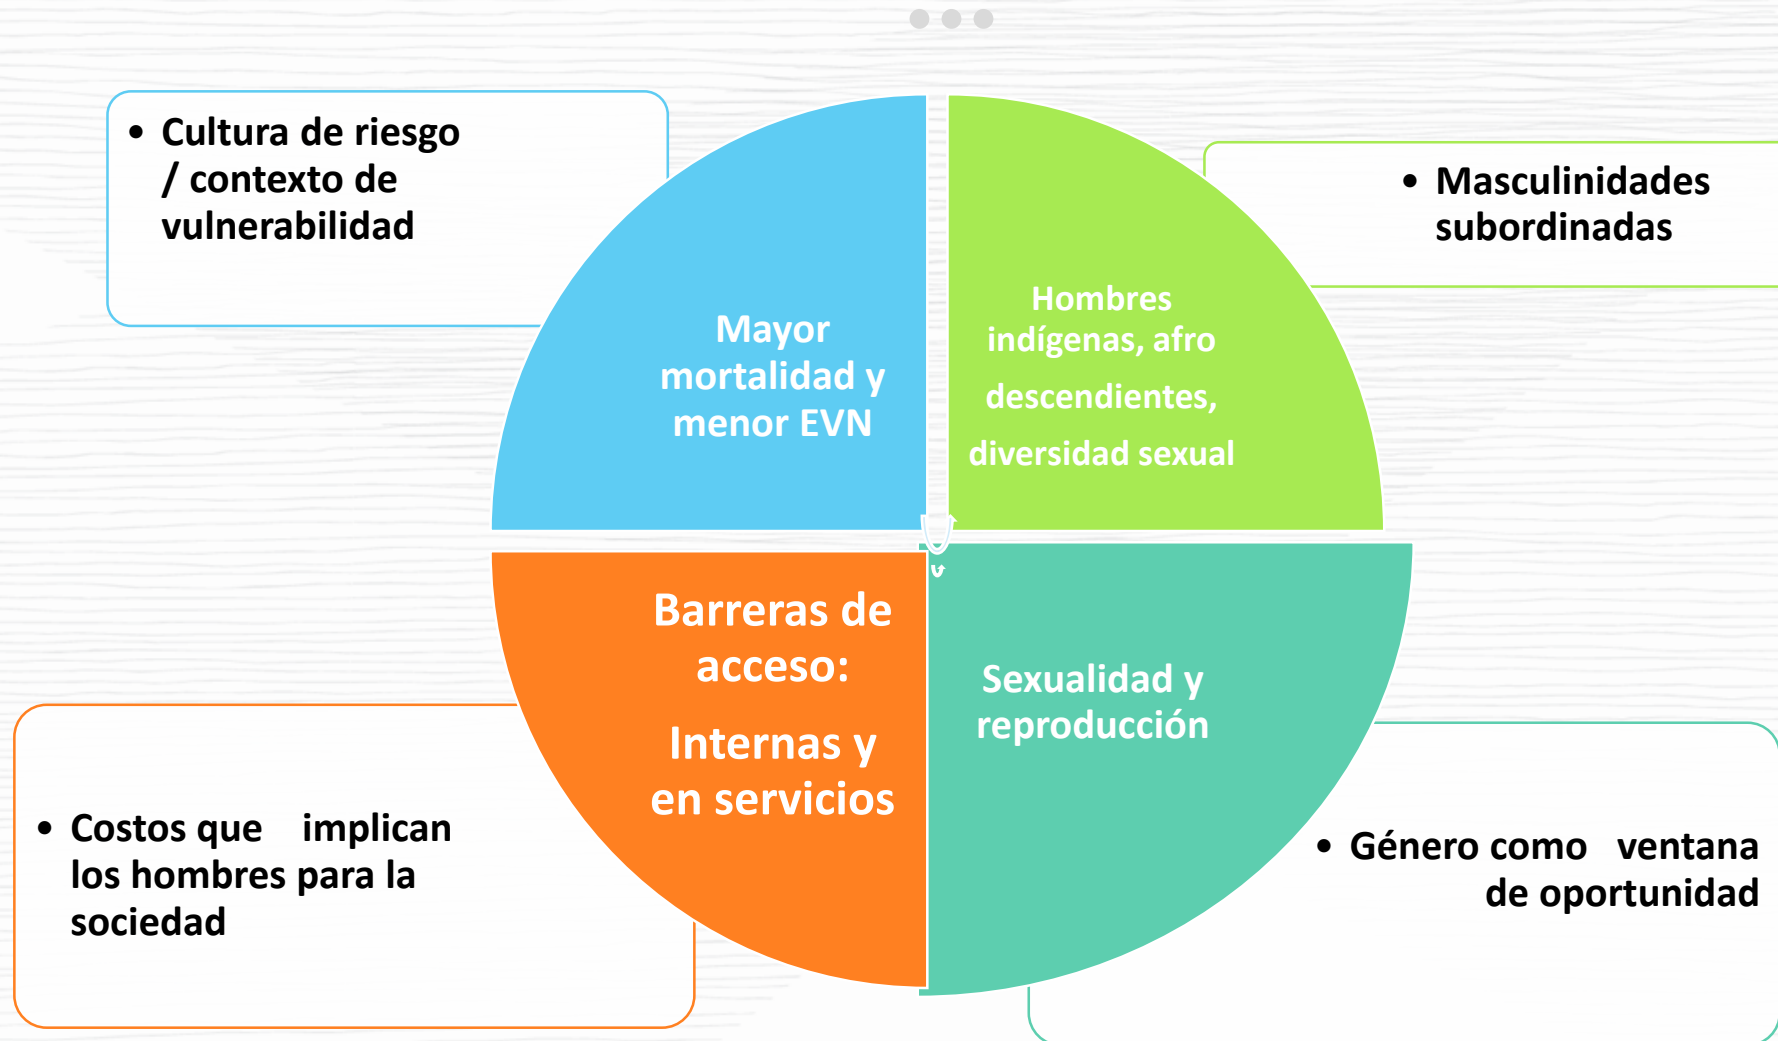 • Cultura de riesgo
/ contexto de
vulnerabilidad
• Masculinidades
subordinadas
Mayor
mortalidad y
menor EVN
Hombres
indígenas, afro
descendientes,
diversidad sexual
Barreras de
acceso:
Internas y
en servicios
Sexualidad y
reproducción
• Costos que implican
los hombres para la
sociedad
• Género como ventana
de oportunidad